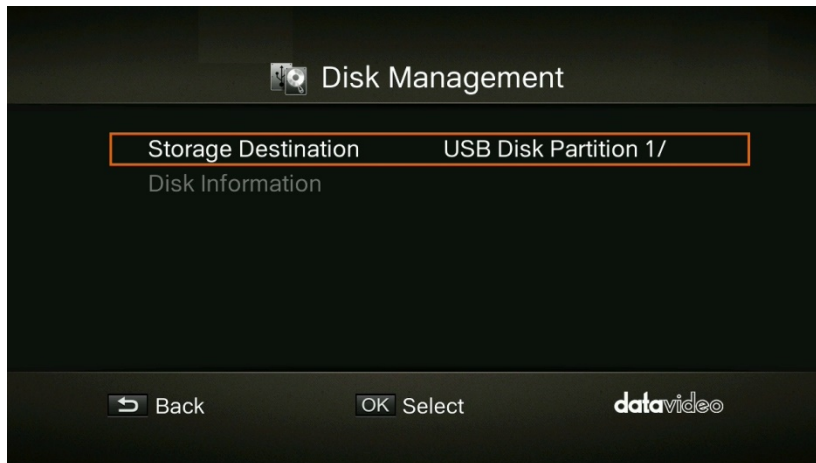 Disk Management
Storage Destination USB Disk Partition 1/
Disk Information
Back OK Select datavideo